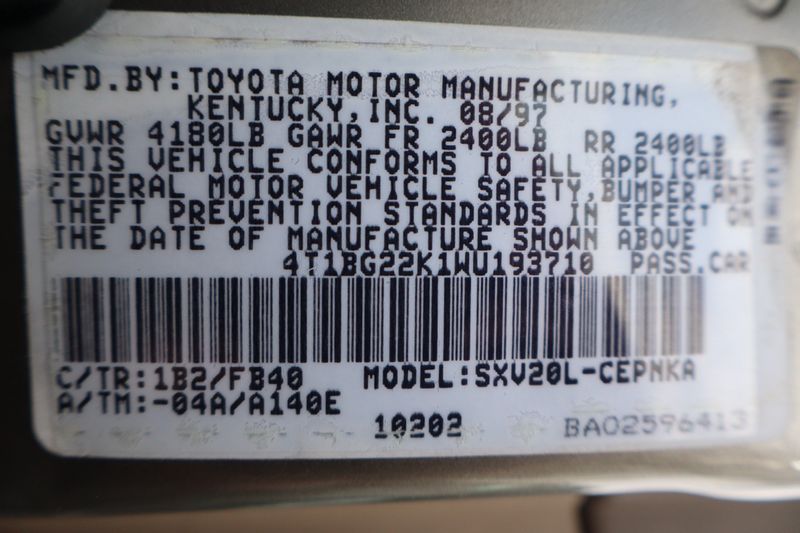 MFD.BY:TOYOTA MOTOR MANUFACTURING,
KENTUCKY,INC. 08/97
GVWR 4180LB GAWR FR 2400LB RR 2400LB
THIS VEHICLE CONFORMS TO ALL APPLICABLE
FEDERAL MOTOR VEHICLE SAFETY,BUMPER AND
THEFT PREVENTION STANDARDS IN EFFECT ON
THE DATE OF MANUFACTURE SHOWN ABOVE
4T1BG22K1WU193710 PASS.CAR
C/TR:1B2/FB40 MODEL:SXV20L-CEPNKA
A/TM:-04A/A140E
10202 BA02596413